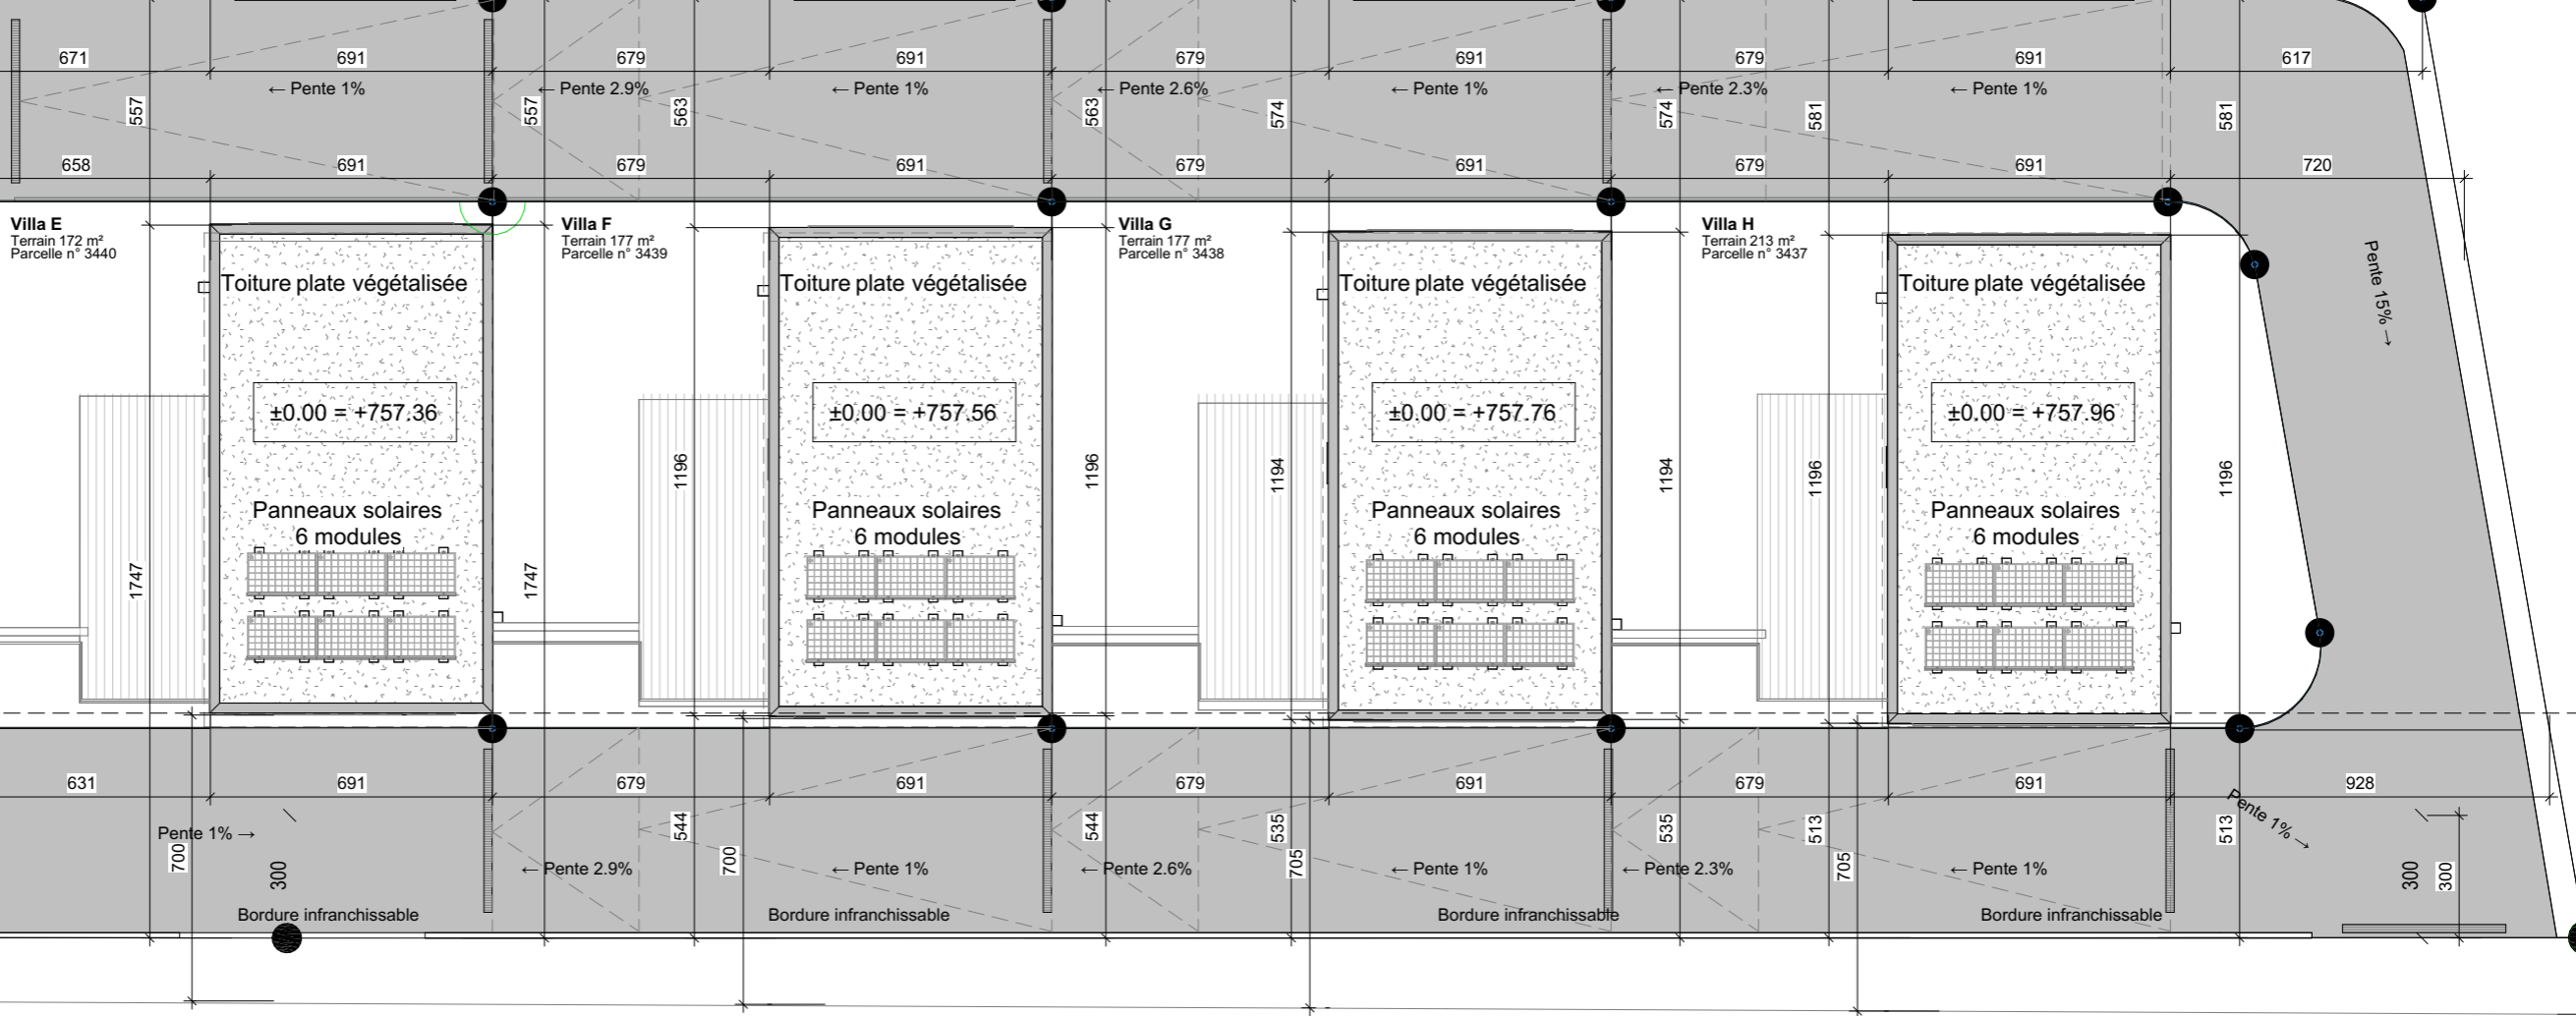 671 691 679 691 679 691 679 691 617
← Pente 1% ← Pente 2.9% ← Pente 1% ← Pente 2.6% ← Pente 1% ← Pente 2.3% ← Pente 1%
557 557 563 563 574 574 581 581
658 691 679 691 679 691 679 691 720
Villa E
Terrain 172 m²
Parcelle n° 3440
Villa F
Terrain 177 m²
Parcelle n° 3439
Villa G
Terrain 177 m²
Parcelle n° 3438
Villa H
Terrain 213 m²
Parcelle n° 3437
Pente 15% →
Toiture plate végétalisée
Toiture plate végétalisée
Toiture plate végétalisée
Toiture plate végétalisée
±0.00 = +757.36
±0.00 = +757.56
±0.00 = +757.76
±0.00 = +757.96
1196 1196 1194 1194 1196 1196
Panneaux solaires
6 modules
Panneaux solaires
6 modules
Panneaux solaires
6 modules
Panneaux solaires
6 modules
1747 1747
631 691 679 691 679 691 679 691 928
Pente 1% →
544 544 535 535 513 513
Pente 1% →
700 300 700 705 705 300 300
← Pente 2.9% ← Pente 1% ← Pente 2.6% ← Pente 1% ← Pente 2.3% ← Pente 1%
Bordure infranchissable
Bordure infranchissable
Bordure infranchissable
Bordure infranchissable